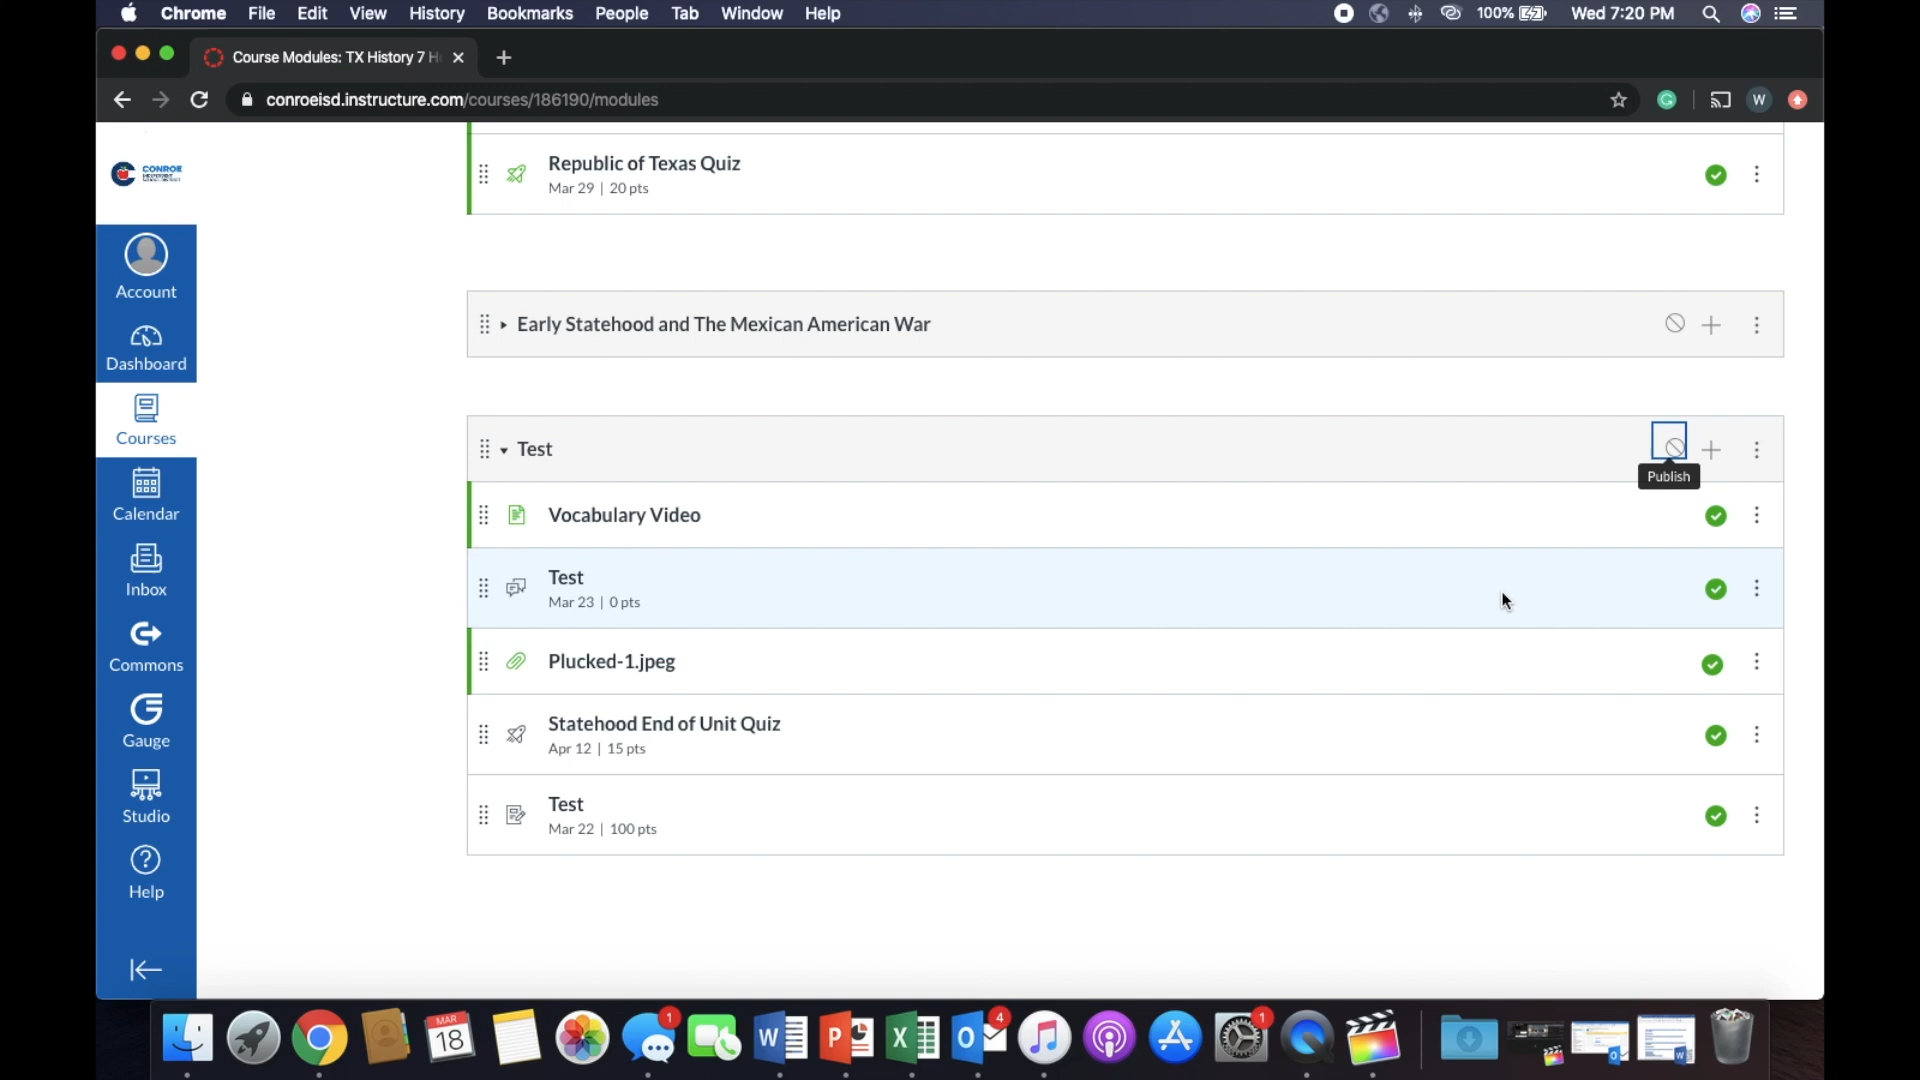 Chrome File Edit View History Bookmarks People Tab Window Help 100% Wed 7:20 PM
Course Modules: TX History 7 H
conroeisd.instructure.com/courses/186190/modules
W
CONROE
Republic of Texas Quiz
Mar 29 | 20 pts
Account
Early Statehood and The Mexican American War
Dashboard
Courses
Test
Publish
Calendar
Vocabulary Video
Inbox
Test
Mar 23 | 0 pts
Commons
Plucked-1.jpeg
Gauge
Statehood End of Unit Quiz
Apr 12 | 15 pts
Studio
Test
Mar 22 | 100 pts
Help
MAR
18
1
W
P
X
O
4
1